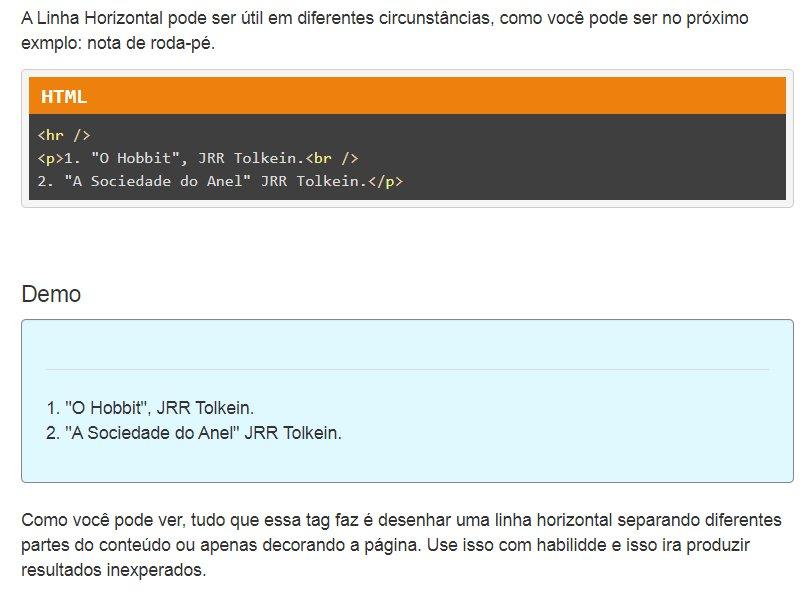 A Linha Horizontal pode ser útil em diferentes circunstâncias, como você pode ser no próximo
exmplo: nota de roda-pé.
HTML
<hr />
<p>1. "O Hobbit", JRR Tolkein.<br />
2. "A Sociedade do Anel" JRR Tolkein.</p>
Demo
1. "O Hobbit", JRR Tolkein.
2. "A Sociedade do Anel" JRR Tolkein.
Como você pode ver, tudo que essa tag faz é desenhar uma linha horizontal separando diferentes
partes do conteúdo ou apenas decorando a página. Use isso com habilidde e isso ira produzir
resultados inexperados.